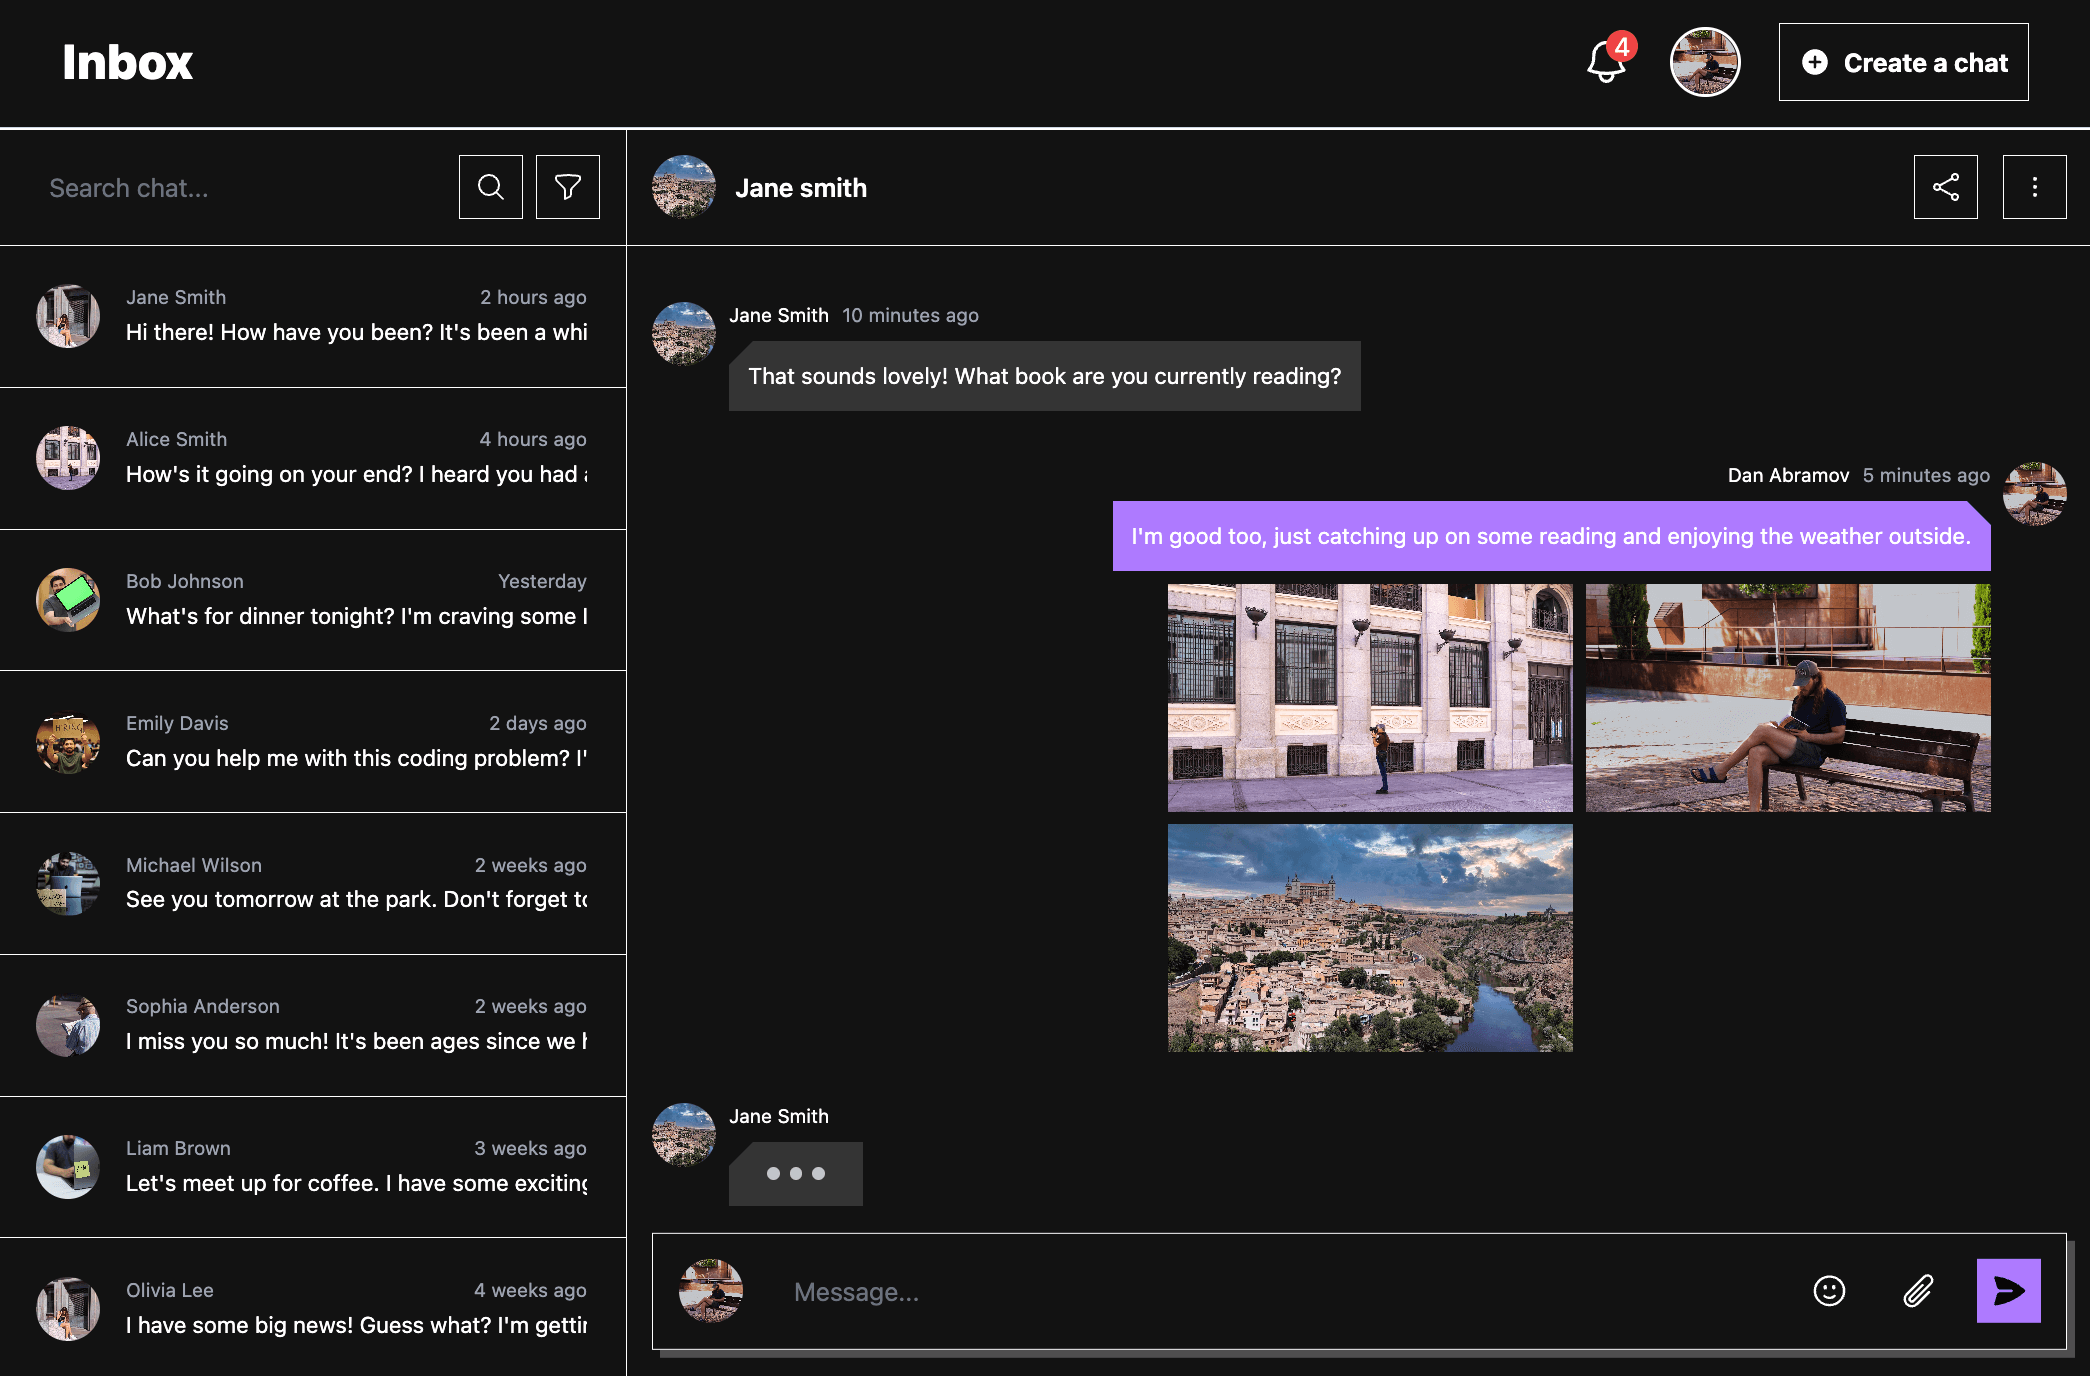 Inbox
4
Create a chat
Search chat...
Jane smith
Jane Smith 2 hours ago
Hi there! How have you been? It's been a whi
Alice Smith 4 hours ago
How's it going on your end? I heard you had
Bob Johnson Yesterday
What's for dinner tonight? I'm craving some
Emily Davis 2 days ago
Can you help me with this coding problem? I'
Michael Wilson 2 weeks ago
See you tomorrow at the park. Don't forget to
Sophia Anderson 2 weeks ago
I miss you so much! It's been ages since we
Liam Brown 3 weeks ago
Let's meet up for coffee. I have some exciting
Olivia Lee 4 weeks ago
I have some big news! Guess what? I'm gettin
Jane Smith 10 minutes ago
That sounds lovely! What book are you currently reading?
Dan Abramov 5 minutes ago
I'm good too, just catching up on some reading and enjoying the weather outside.
Jane Smith
Message...